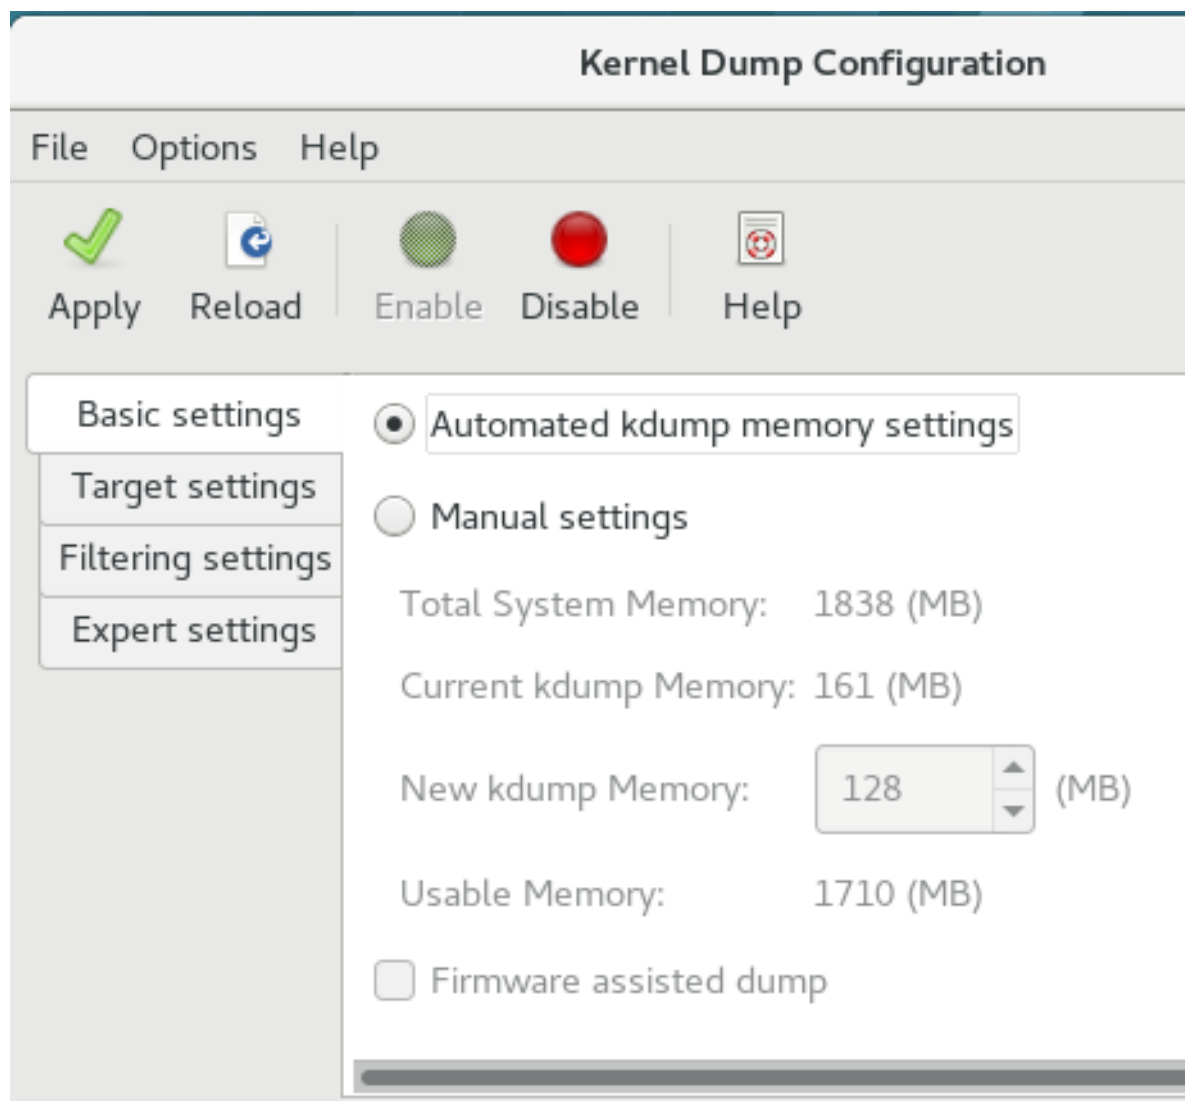 Kernel Dump Configuration
File Options Help
Apply Reload Enable Disable Help
Basic settings
Target settings
Filtering settings
Expert settings
Automated kdump memory settings
Manual settings
Total System Memory: 1838 (MB)
Current kdump Memory: 161 (MB)
New kdump Memory: 128 (MB)
Usable Memory: 1710 (MB)
Firmware assisted dump